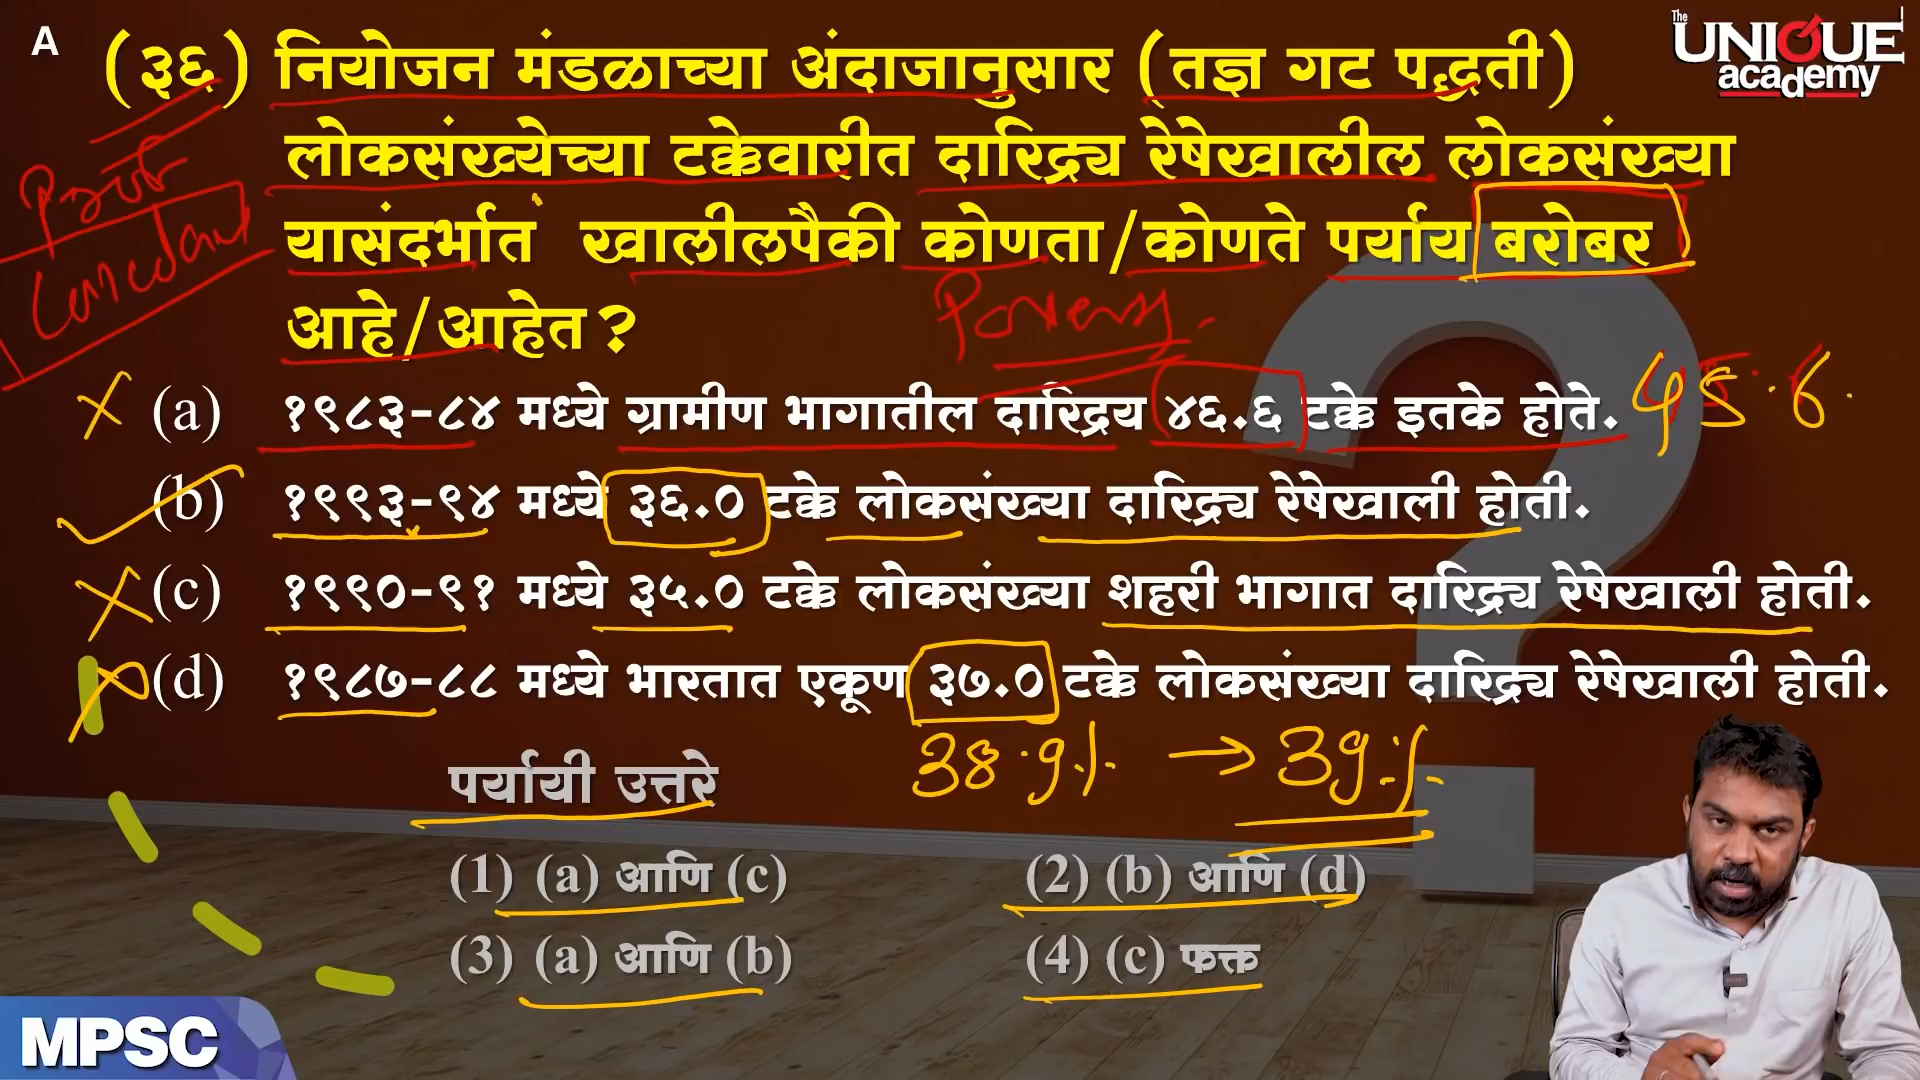 A
The
UNIQUE
academy
(३६) नियोजन मंडळाच्या अंदाजानुसार (तज्ञ गट पद्धती)
लोकसंख्येच्या टक्केवारीत दारिद्र्य रेषेखालील लोकसंख्या
यासंदर्भात खालीलपैकी कोणता/कोणते पर्याय बरोबर
आहे/आहेत?
(a) १९८३-८४ मध्ये ग्रामीण भागातील दारिद्रय ४६.६ टक्के इतके होते. 45.6
(b) १९९३-९४ मध्ये ३६.० टक्के लोकसंख्या दारिद्र्य रेषेखाली होती.
(c) १९९०-९१ मध्ये ३५.० टक्के लोकसंख्या शहरी भागात दारिद्र्य रेषेखाली होती.
(d) १९८७-८८ मध्ये भारतात एकूण ३७.० टक्के लोकसंख्या दारिद्र्य रेषेखाली होती.
38.9% → 39%
पर्यायी उत्तरे
(1) (a) आणि (c)
(2) (b) आणि (d)
(3) (a) आणि (b)
(4) (c) फक्त
MPSC